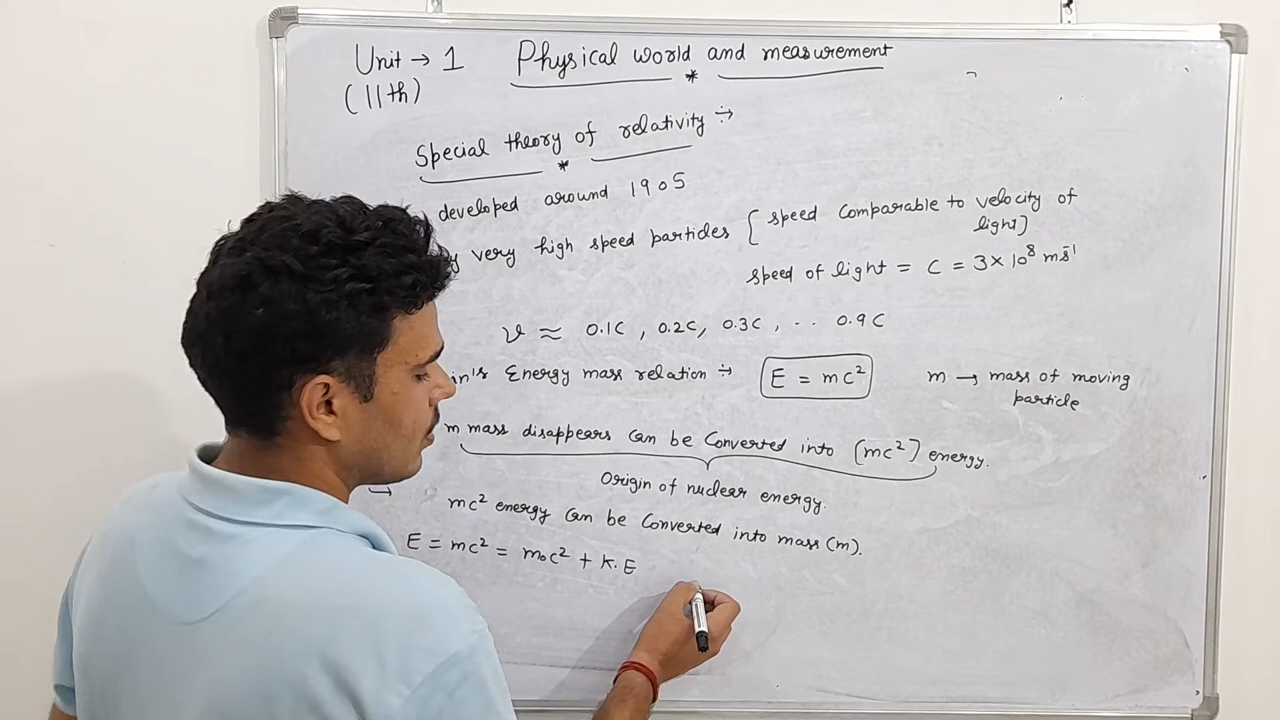 Unit → 1 Physical world and measurement
(11th)
Special theory of relativity ÷
developed around 1905
very high speed particles [speed comparable to velocity of
light]
speed of light = c = 3×10⁸ ms⁻¹
v ≈ 0.1c, 0.2c, 0.3c, .. 0.9c
in's Energy mass relation ÷ E = mc² m → mass of moving
particle
m mass disappears can be converted into (mc²) energy.
Origin of nuclear energy.
→ mc² energy can be converted into mass (m).
E = mc² = m₀c² + K.E